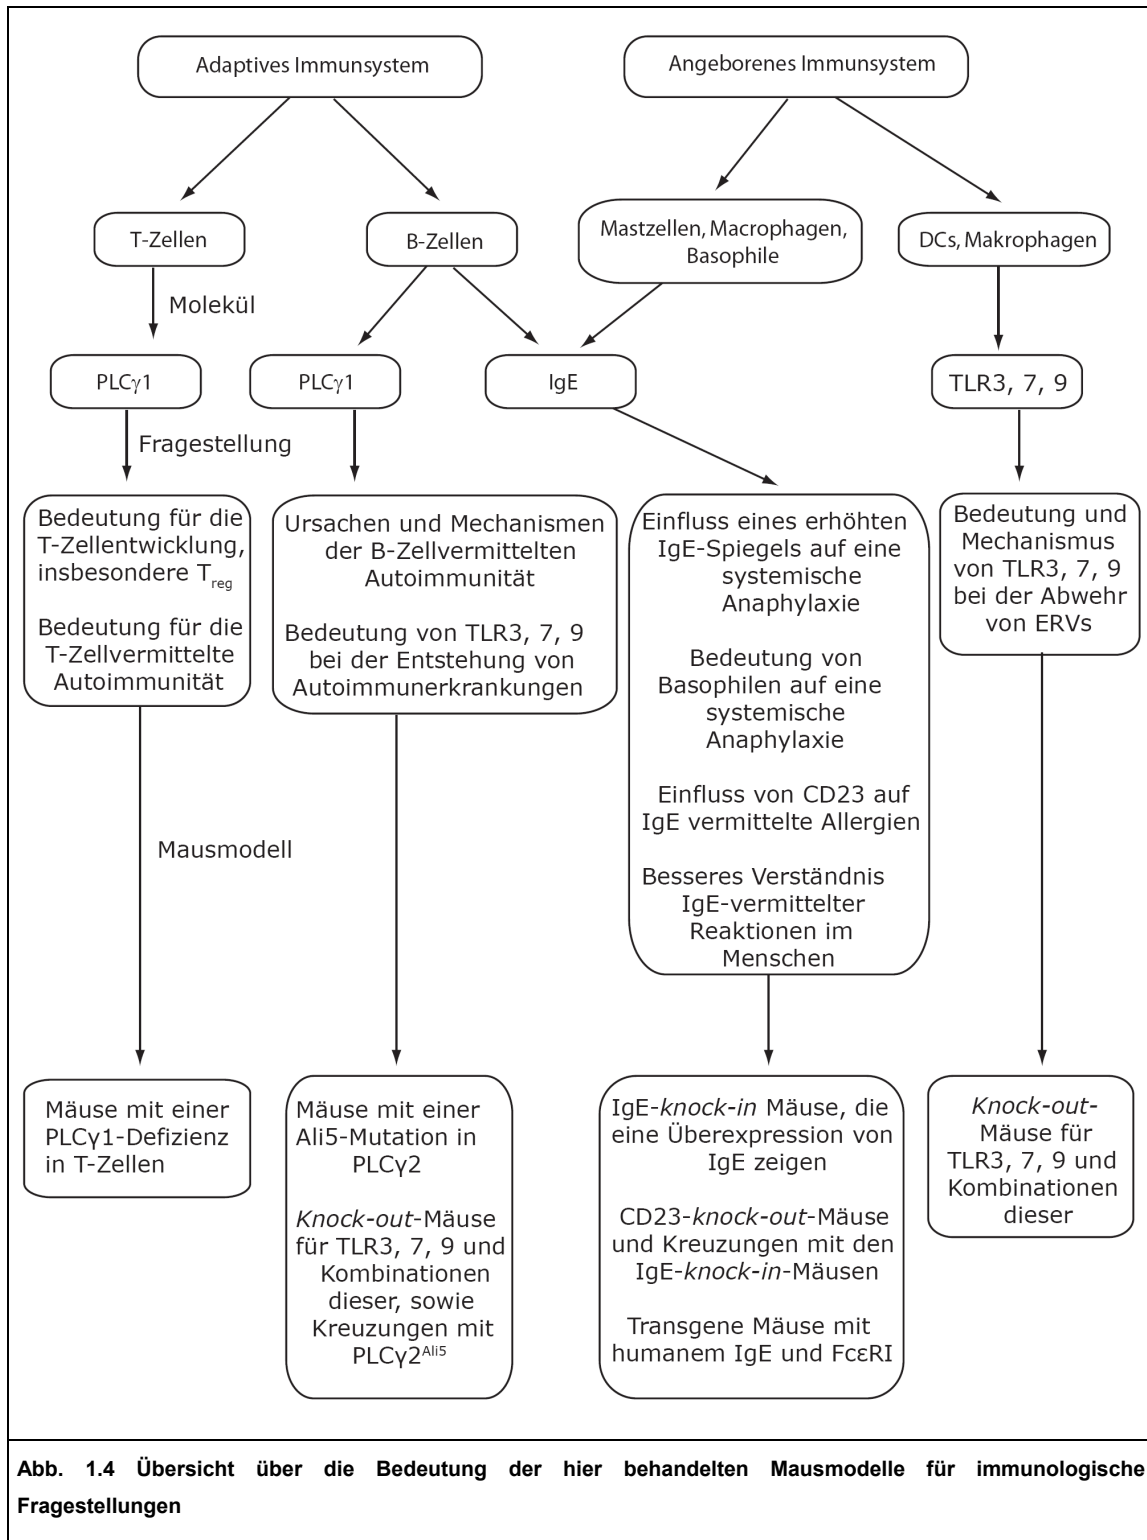 Adaptives Immunsystem
Angeborenes Immunsystem
T-Zellen
B-Zellen
Mastzellen, Macrophagen,
Basophile
DCs, Makrophagen
Molekül
PLCγ1
PLCγ1
IgE
TLR3, 7, 9
Fragestellung
Bedeutung für die
T-Zellentwicklung,
insbesondere Treg
Bedeutung für die
T-Zellvermittelte
Autoimmunität
Ursachen und Mechanismen
der B-Zellvermittelten
Autoimmunität
Bedeutung von TLR3, 7, 9
bei der Entstehung von
Autoimmunerkrankungen
Einfluss eines erhöhten
IgE-Spiegels auf eine
systemische
Anaphylaxie
Bedeutung von
Basophilen auf eine
systemische
Anaphylaxie
Einfluss von CD23 auf
IgE vermittelte Allergien
Besseres Verständnis
IgE-vermittelter
Reaktionen im
Menschen
Bedeutung und
Mechanismus
von TLR3, 7, 9
bei der Abwehr
von ERVs
Mausmodell
Mäuse mit einer
PLCγ1-Defizienz
in T-Zellen
Mäuse mit einer
Ali5-Mutation in
PLCγ2
Knock-out-Mäuse
für TLR3, 7, 9 und
Kombinationen
dieser, sowie
Kreuzungen mit
PLCγ2Ali5
IgE-knock-in Mäuse, die
eine Überexpression von
IgE zeigen
CD23-knock-out-Mäuse
und Kreuzungen mit den
IgE-knock-in-Mäusen
Transgene Mäuse mit
humanem IgE und FcεRI
Knock-out-
Mäuse für
TLR3, 7, 9 und
Kombinationen
dieser
Abb. 1.4 Übersicht über die Bedeutung der hier behandelten Mausmodelle für immunologische
Fragestellungen